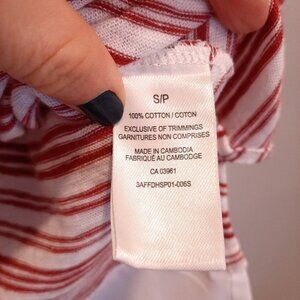 S/P
100% COTTON / COTON
EXCLUSIVE OF TRIMMINGS
GARNITURES NON COMPRISES
MADE IN CAMBODIA
FABRIQUÉ AU CAMBODGE
CA 03961
3AFFDHSP01-006S